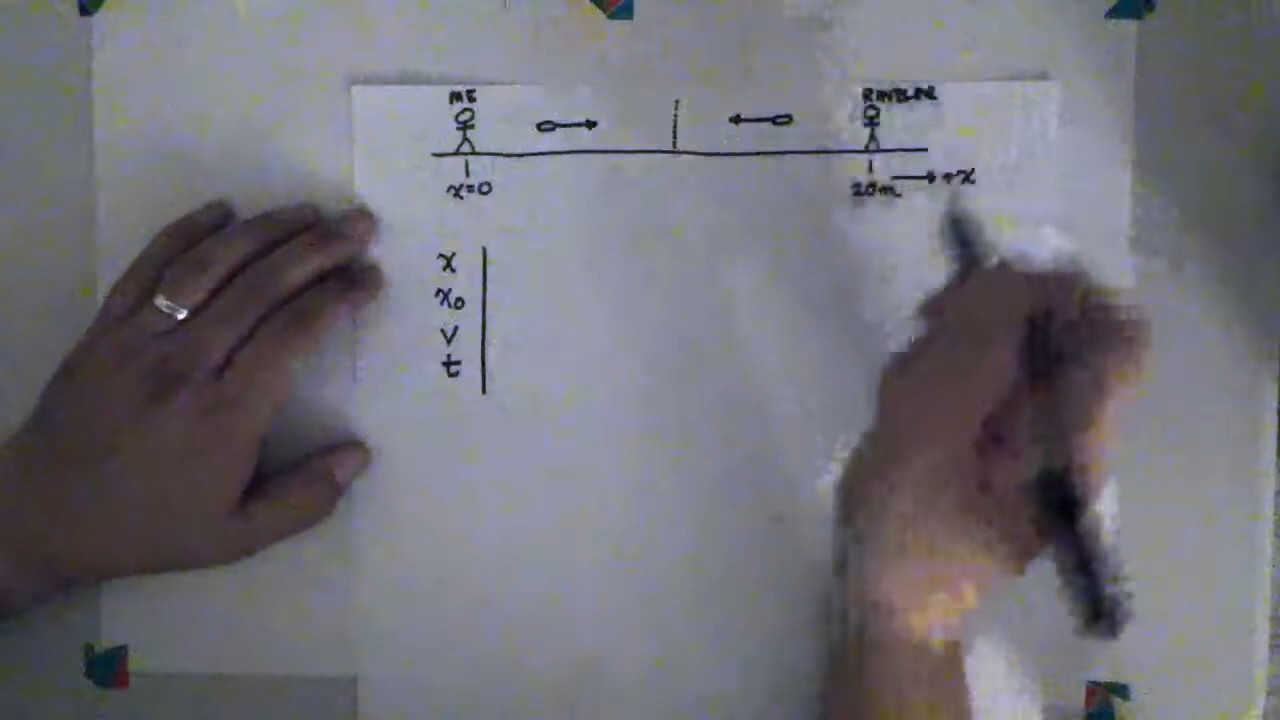 ME
x=0
20m → +x
x
x₀
v
t